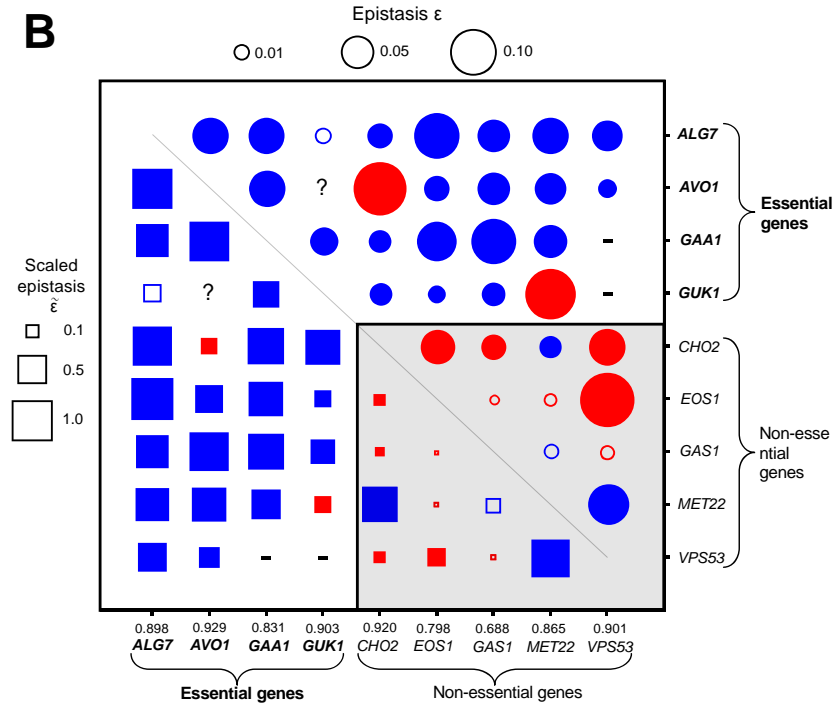 B
Epistasis ε
0.01
0.05
0.10
ALG7
AVO1
?
GAA1
GUK1
?
CHO2
EOS1
GAS1
MET22
VPS53
Essential
genes
Non-esse
ntial
genes
Scaled
epistasis
ε̃
0.1
0.5
1.0
0.898 0.929 0.831 0.903 0.920 0.798 0.688 0.865 0.901
ALG7 AVO1 GAA1 GUK1 CHO2 EOS1 GAS1 MET22 VPS53
Essential genes Non-essential genes